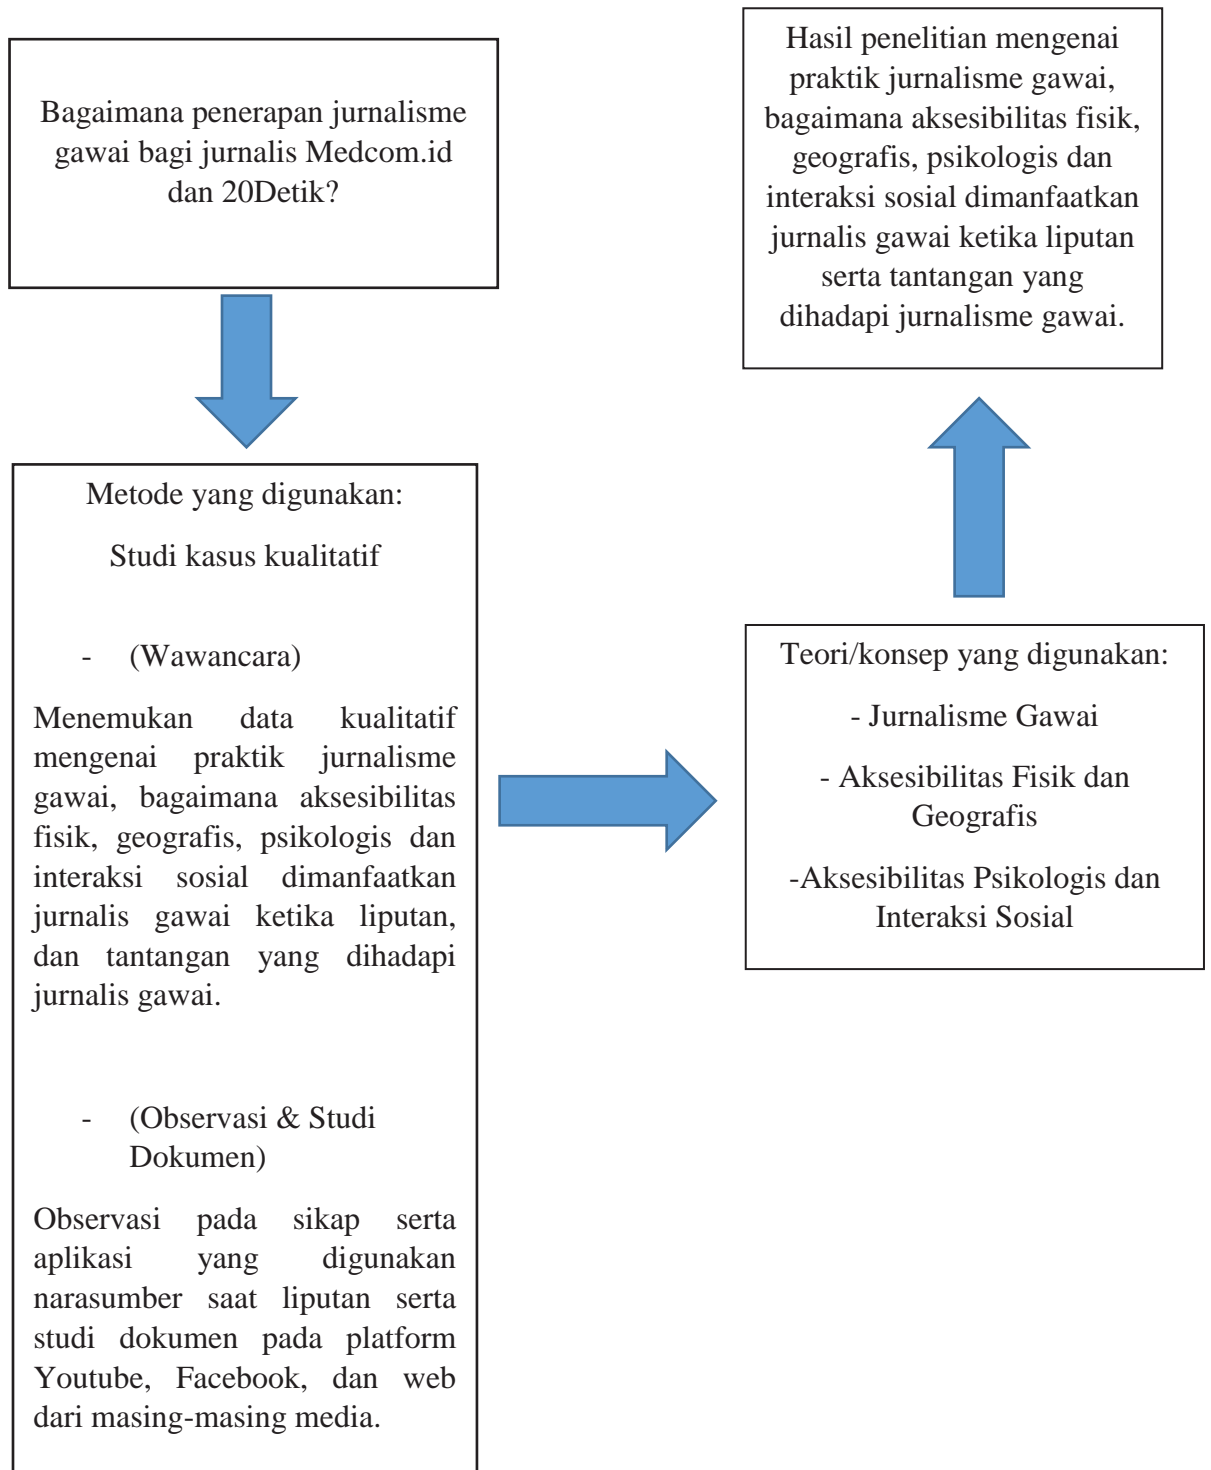 Bagaimana penerapan jurnalisme
gawai bagi jurnalis Medcom.id
dan 20Detik?
Metode yang digunakan:
Studi kasus kualitatif
- (Wawancara)
Menemukan data kualitatif
mengenai praktik jurnalisme
gawai, bagaimana aksesibilitas
fisik, geografis, psikologis dan
interaksi sosial dimanfaatkan
jurnalis gawai ketika liputan,
dan tantangan yang dihadapi
jurnalis gawai.
- (Observasi & Studi
Dokumen)
Observasi pada sikap serta
aplikasi yang digunakan
narasumber saat liputan serta
studi dokumen pada platform
Youtube, Facebook, dan web
dari masing-masing media.
Teori/konsep yang digunakan:
- Jurnalisme Gawai
- Aksesibilitas Fisik dan
Geografis
-Aksesibilitas Psikologis dan
Interaksi Sosial
Hasil penelitian mengenai
praktik jurnalisme gawai,
bagaimana aksesibilitas fisik,
geografis, psikologis dan
interaksi sosial dimanfaatkan
jurnalis gawai ketika liputan
serta tantangan yang
dihadapi jurnalisme gawai.